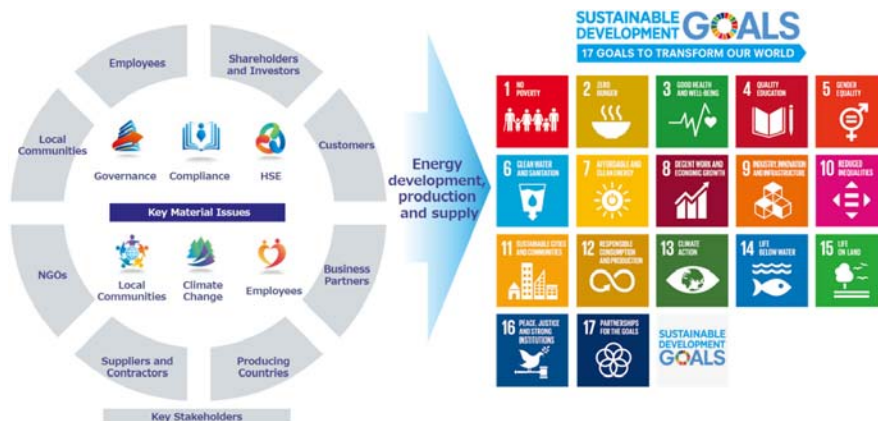 Employees
Shareholders
and Investors
Local
Communities
Customers
Governance
Compliance
HSE
Key Material Issues
NGOs
Local
Communities
Climate
Change
Employees
Business
Partners
Suppliers and
Contractors
Producing
Countries
Key Stakeholders
Energy
development,
production
and supply
SUSTAINABLE
DEVELOPMENT
GOALS
17 GOALS TO TRANSFORM OUR WORLD
1 NO
POVERTY
2 ZERO
HUNGER
3 GOOD HEALTH
AND WELL-BEING
4 QUALITY
EDUCATION
5 GENDER
EQUALITY
6 CLEAN WATER
AND SANITATION
7 AFFORDABLE AND
CLEAN ENERGY
8 DECENT WORK AND
ECONOMIC GROWTH
9 INDUSTRY, INNOVATION
AND INFRASTRUCTURE
10 REDUCED
INEQUALITIES
11 SUSTAINABLE CITIES
AND COMMUNITIES
12 RESPONSIBLE
CONSUMPTION
AND PRODUCTION
13 CLIMATE
ACTION
14 LIFE
BELOW WATER
15 LIFE
ON LAND
16 PEACE, JUSTICE
AND STRONG
INSTITUTIONS
17 PARTNERSHIPS
FOR THE GOALS
SUSTAINABLE
DEVELOPMENT
GOALS